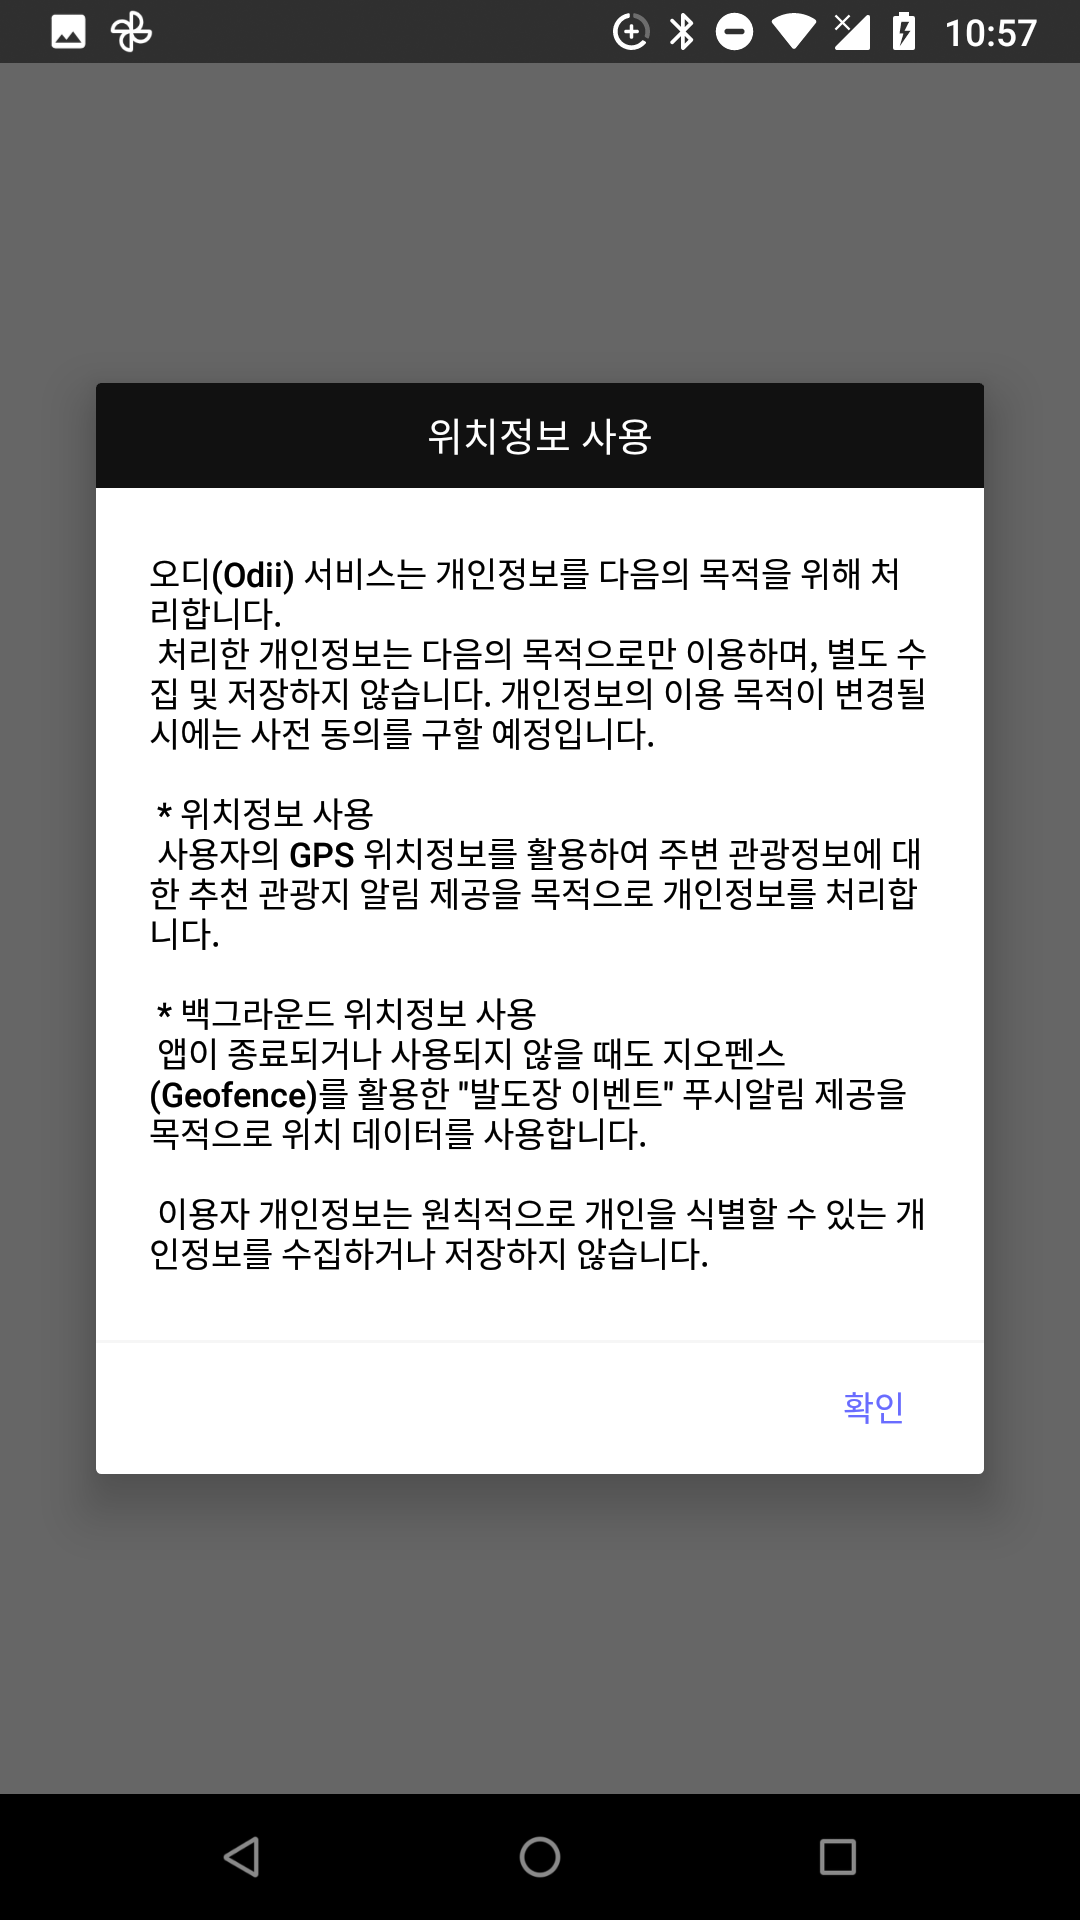 10:57
위치정보 사용
오디(Odii) 서비스는 개인정보를 다음의 목적을 위해 처
리합니다.
처리한 개인정보는 다음의 목적으로만 이용하며, 별도 수
집 및 저장하지 않습니다. 개인정보의 이용 목적이 변경될
시에는 사전 동의를 구할 예정입니다.
* 위치정보 사용
사용자의 GPS 위치정보를 활용하여 주변 관광정보에 대
한 추천 관광지 알림 제공을 목적으로 개인정보를 처리합
니다.
* 백그라운드 위치정보 사용
앱이 종료되거나 사용되지 않을 때도 지오펜스
(Geofence)를 활용한 "발도장 이벤트" 푸시알림 제공을
목적으로 위치 데이터를 사용합니다.
이용자 개인정보는 원칙적으로 개인을 식별할 수 있는 개
인정보를 수집하거나 저장하지 않습니다.
확인